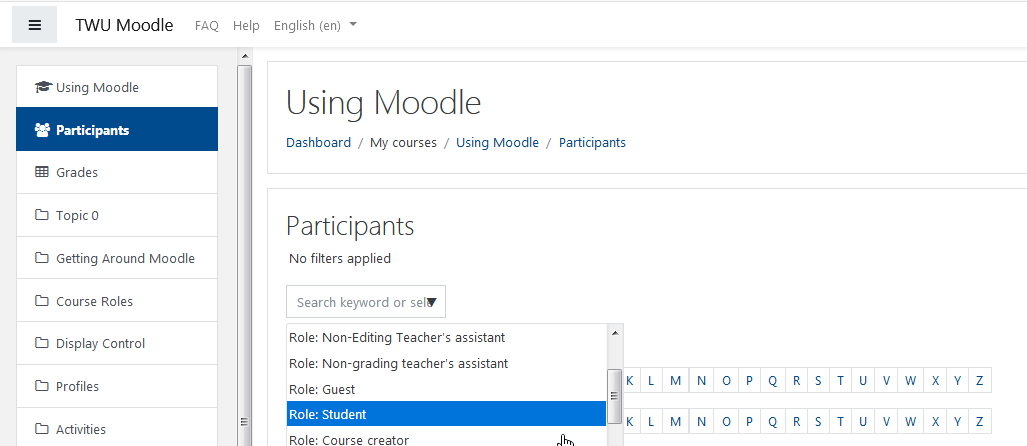 TWU Moodle FAQ Help English (en)
Using Moodle
Participants
Grades
Topic 0
Getting Around Moodle
Course Roles
Display Control
Profiles
Activities
Using Moodle
Dashboard / My courses / Using Moodle / Participants
Participants
No filters applied
Search keyword or sele
Role: Non-Editing Teacher's assistant
Role: Non-grading teacher's assistant
Role: Guest
Role: Student
Role: Course creator
K L M N O P Q R S T U V W X Y Z
K L M N O P Q R S T U V W X Y Z